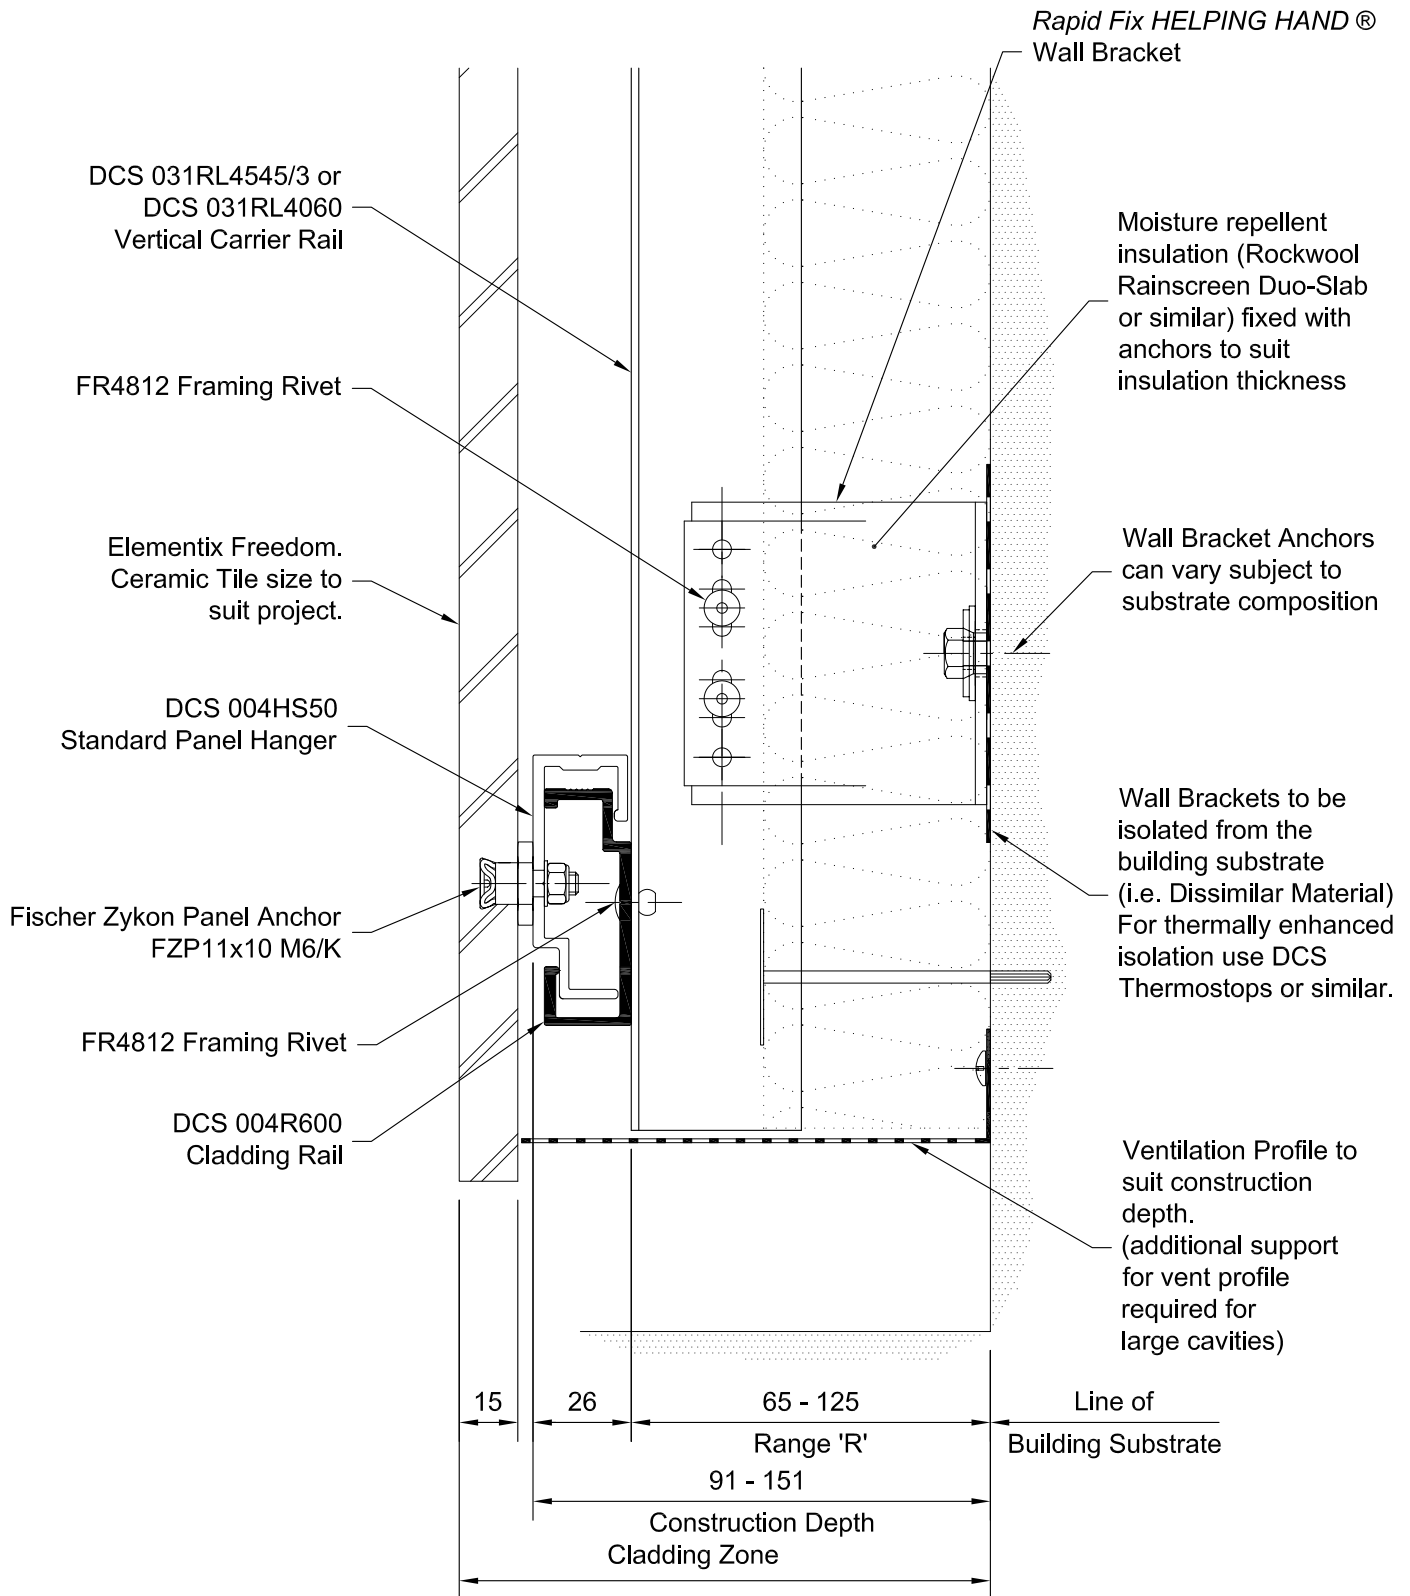 Rapid Fix HELPING HAND ®
Wall Bracket
DCS 031RL4545/3 or
DCS 031RL4060
Vertical Carrier Rail
Moisture repellent
insulation (Rockwool
Rainscreen Duo-Slab
or similar) fixed with
anchors to suit
insulation thickness
FR4812 Framing Rivet
Elementix Freedom.
Ceramic Tile size to
suit project.
Wall Bracket Anchors
can vary subject to
substrate composition
DCS 004HS50
Standard Panel Hanger
Wall Brackets to be
isolated from the
building substrate
(i.e. Dissimilar Material)
For thermally enhanced
isolation use DCS
Thermostops or similar.
Fischer Zykon Panel Anchor
FZP11x10 M6/K
FR4812 Framing Rivet
DCS 004R600
Cladding Rail
Ventilation Profile to
suit construction
depth.
(additional support
for vent profile
required for
large cavities)
15
26
65 - 125
Range 'R'
Line of
Building Substrate
91 - 151
Construction Depth
Cladding Zone